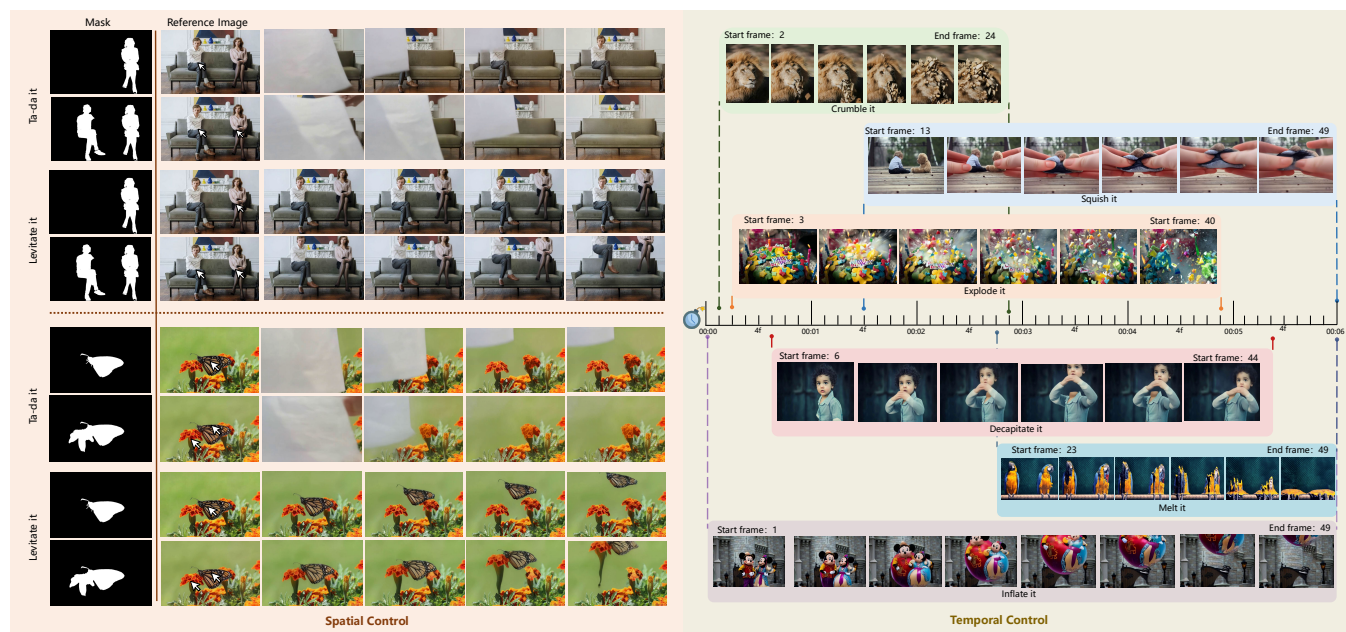 Mask
Reference Image
Ta-da it
Levitate it
Ta-da it
Levitate it
Spatial Control
Start frame: 2
End frame: 24
Crumble it
Start frame: 13
End frame: 49
Squish it
Start frame: 3
Start frame: 40
Explode it
00:00
4f
00:01
4f
00:02
4f
00:03
4f
00:04
4f
00:05
4f
00:06
Start frame: 6
Start frame: 44
Decapitate it
Start frame: 23
End frame: 49
Melt it
Start frame: 1
End frame: 49
Inflate it
Temporal Control